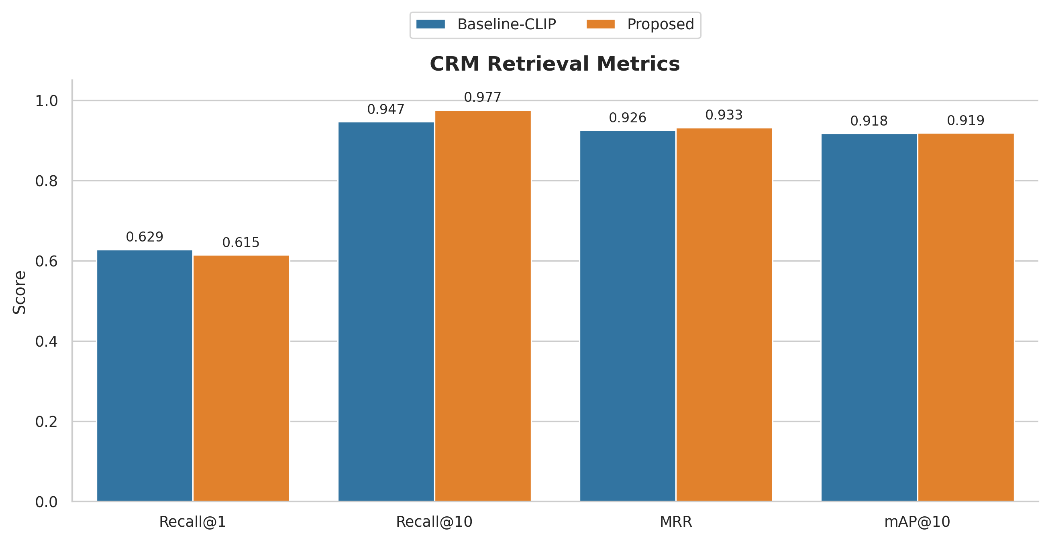 Baseline-CLIP Proposed
CRM Retrieval Metrics
Score
1.0
0.8
0.6
0.4
0.2
0.0
0.629 0.615 0.947 0.977 0.926 0.933 0.918 0.919
Recall@1 Recall@10 MRR mAP@10